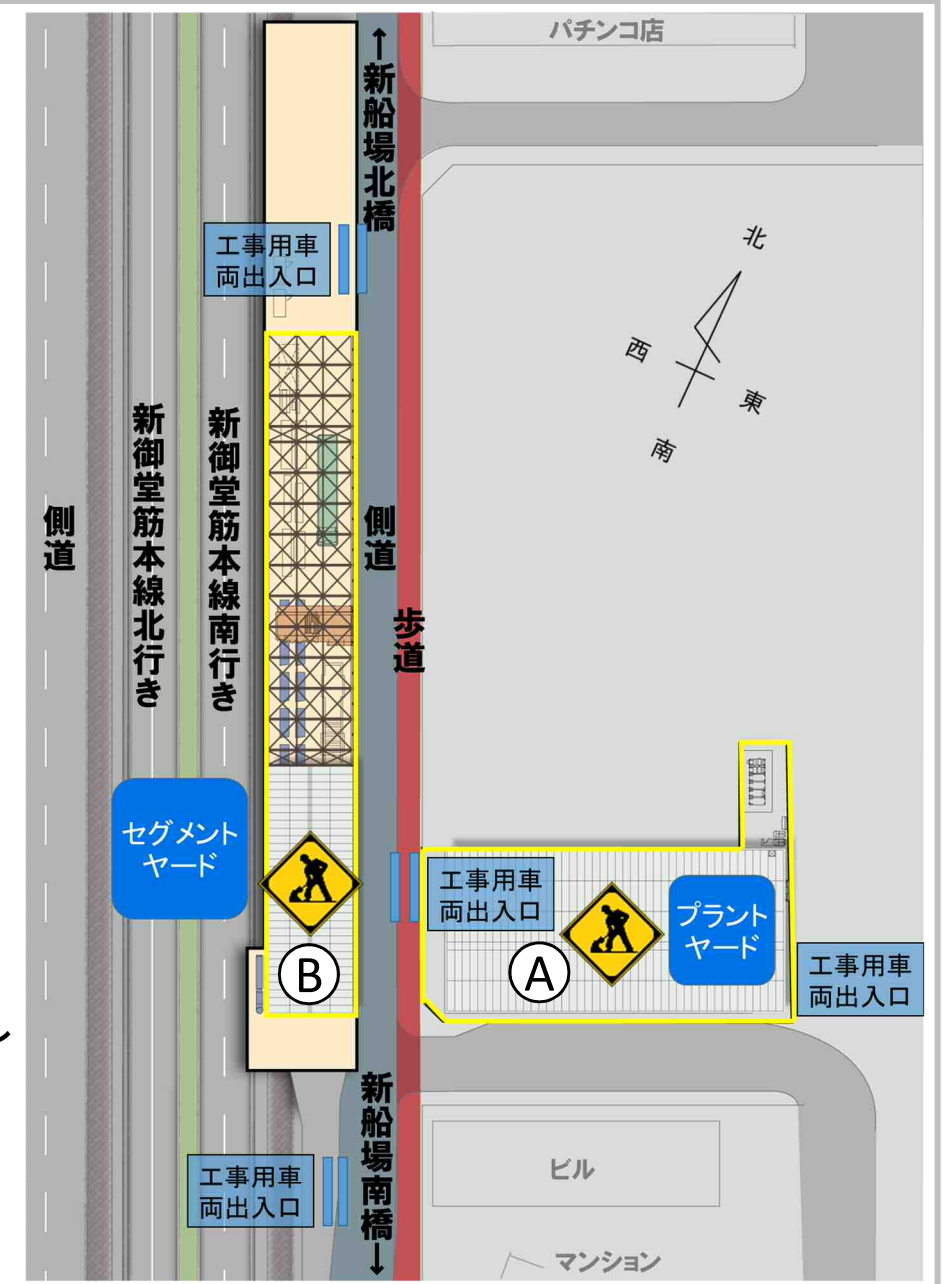 パチンコ店
↑新船場北橋
工事用車
両出入口
北
西
東
南
新御堂筋本線北行き
新御堂筋本線南行き
側道
側道
歩道
セグメント
ヤード
工事用車
両出入口
プラント
ヤード
B
A
工事用車
両出入口
新船場南橋↓
工事用車
両出入口
ビル
マンション